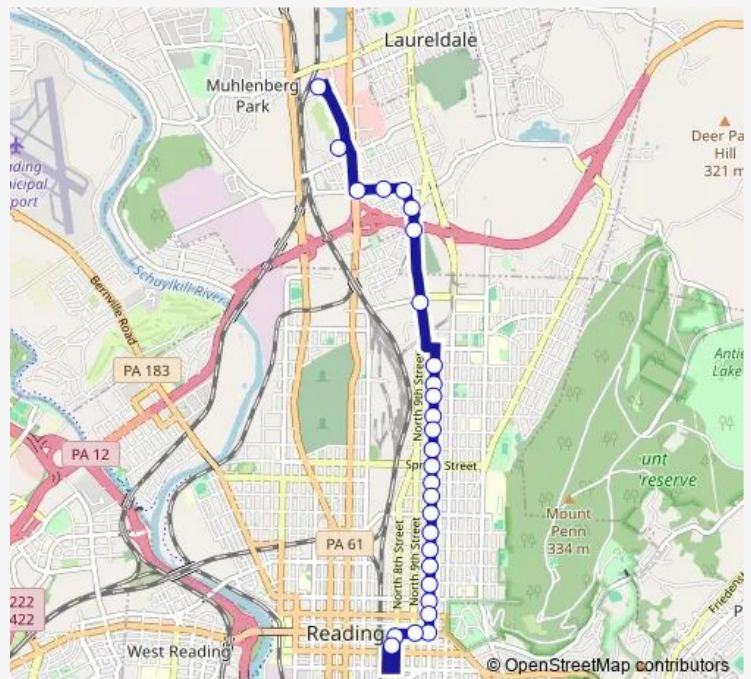 Laureldale
Muhlenberg
Park
Deer Pa
Hill
321 m
ding
nicipal
port
Schuylkill River
Bernville Road
PA 183
Antie
Lake
North 9th Street
PA 12
Spr
Street
unt
reserve
Mount
Penn
334 m
PA 61
North 8th Street
North 9th Street
222
422
Friedens
P
Reading
West Reading
© OpenStreetMap contributors